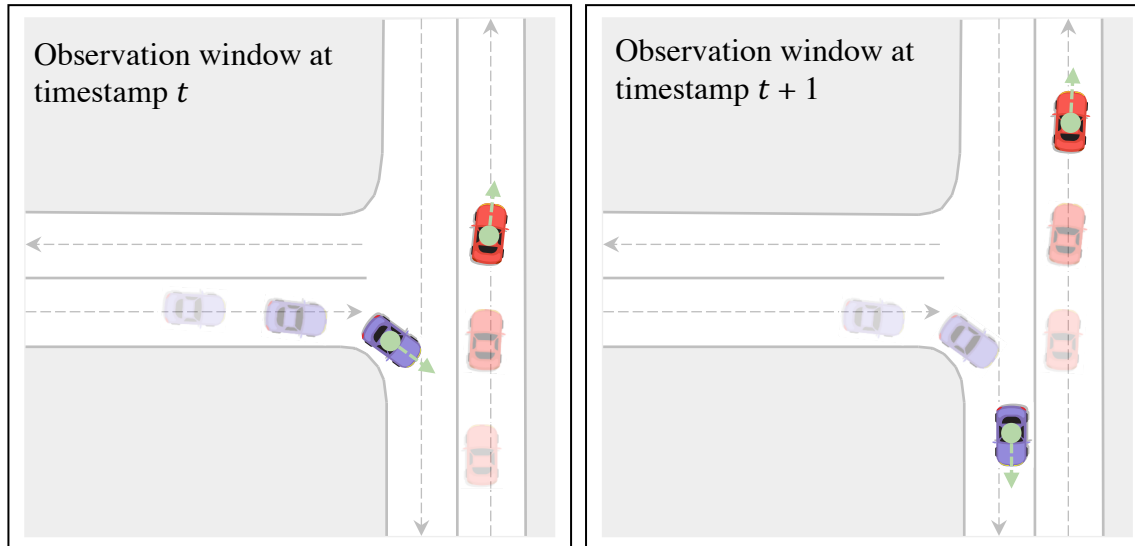 Observation window at
timestamp t
Observation window at
timestamp t + 1